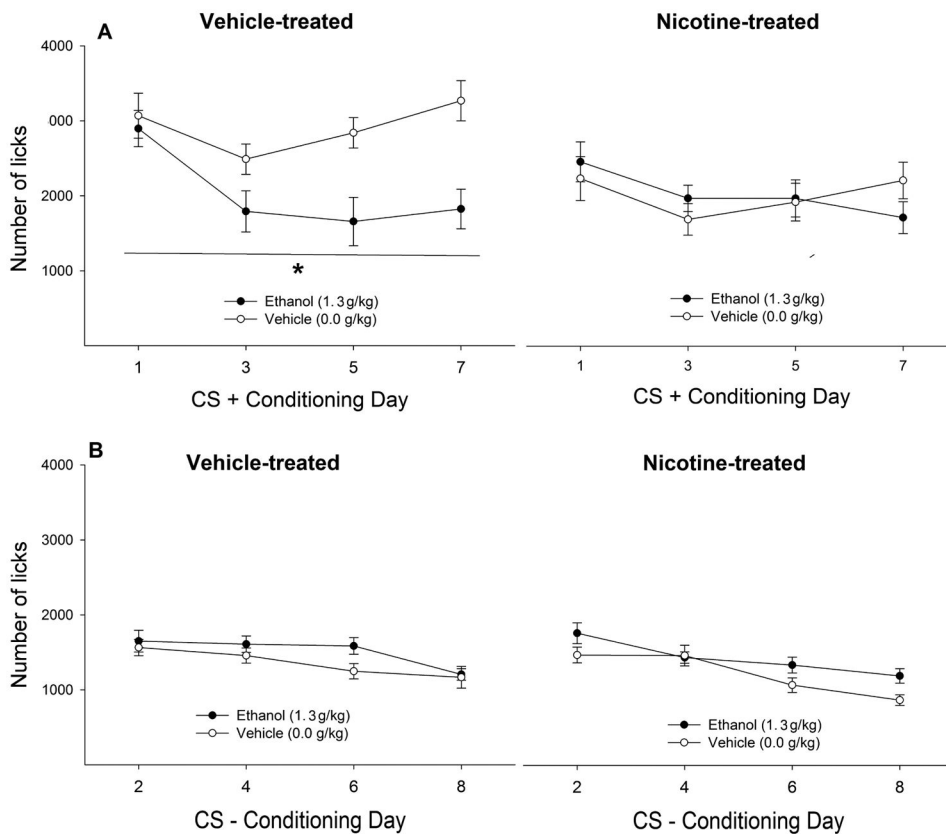 A
Vehicle-treated
Nicotine-treated
4000
000
2000
1000
Number of licks
*
Ethanol (1.3g/kg)
Vehicle (0.0 g/kg)
Ethanol (1.3g/kg)
Vehicle (0.0 g/kg)
1 3 5 7
1 3 5 7
CS + Conditioning Day
CS + Conditioning Day
B
Vehicle-treated
Nicotine-treated
4000
3000
2000
1000
Number of licks
Ethanol (1.3g/kg)
Vehicle (0.0 g/kg)
Ethanol (1.3g/kg)
Vehicle (0.0 g/kg)
2 4 6 8
2 4 6 8
CS - Conditioning Day
CS - Conditioning Day